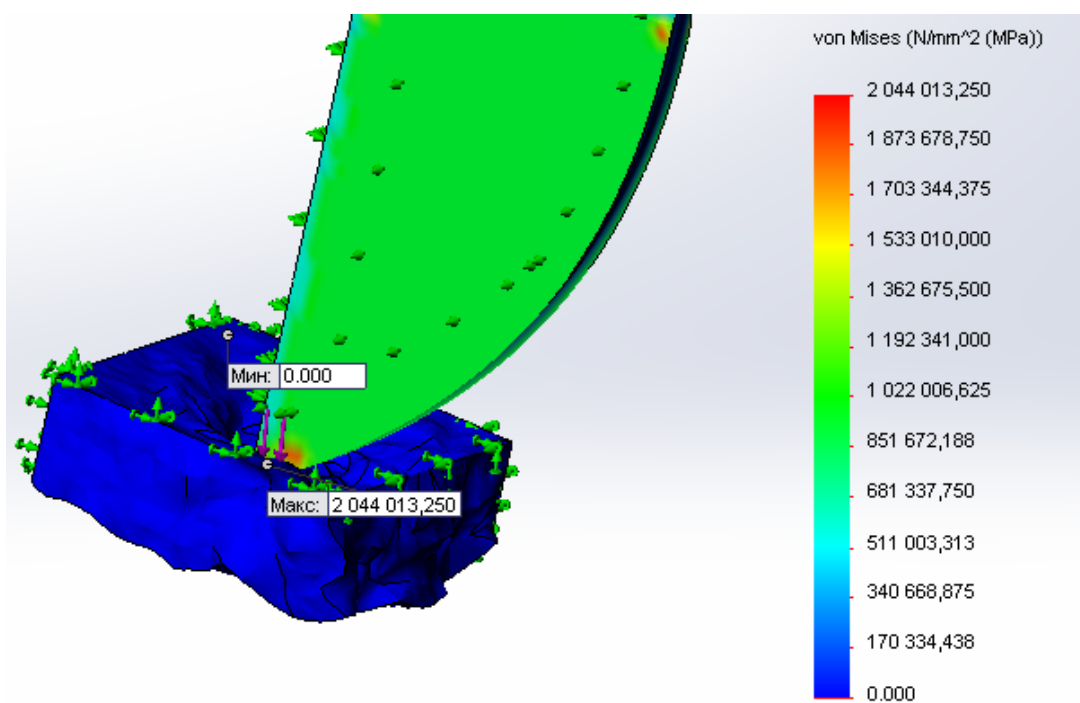 von Mises (N/mm^2 (MPa))
2 044 013,250
1 873 678,750
1 703 344,375
1 533 010,000
1 362 675,500
1 192 341,000
1 022 006,625
851 672,188
681 337,750
511 003,313
340 668,875
170 334,438
0.000
Мин: 0.000
Макс: 2 044 013,250